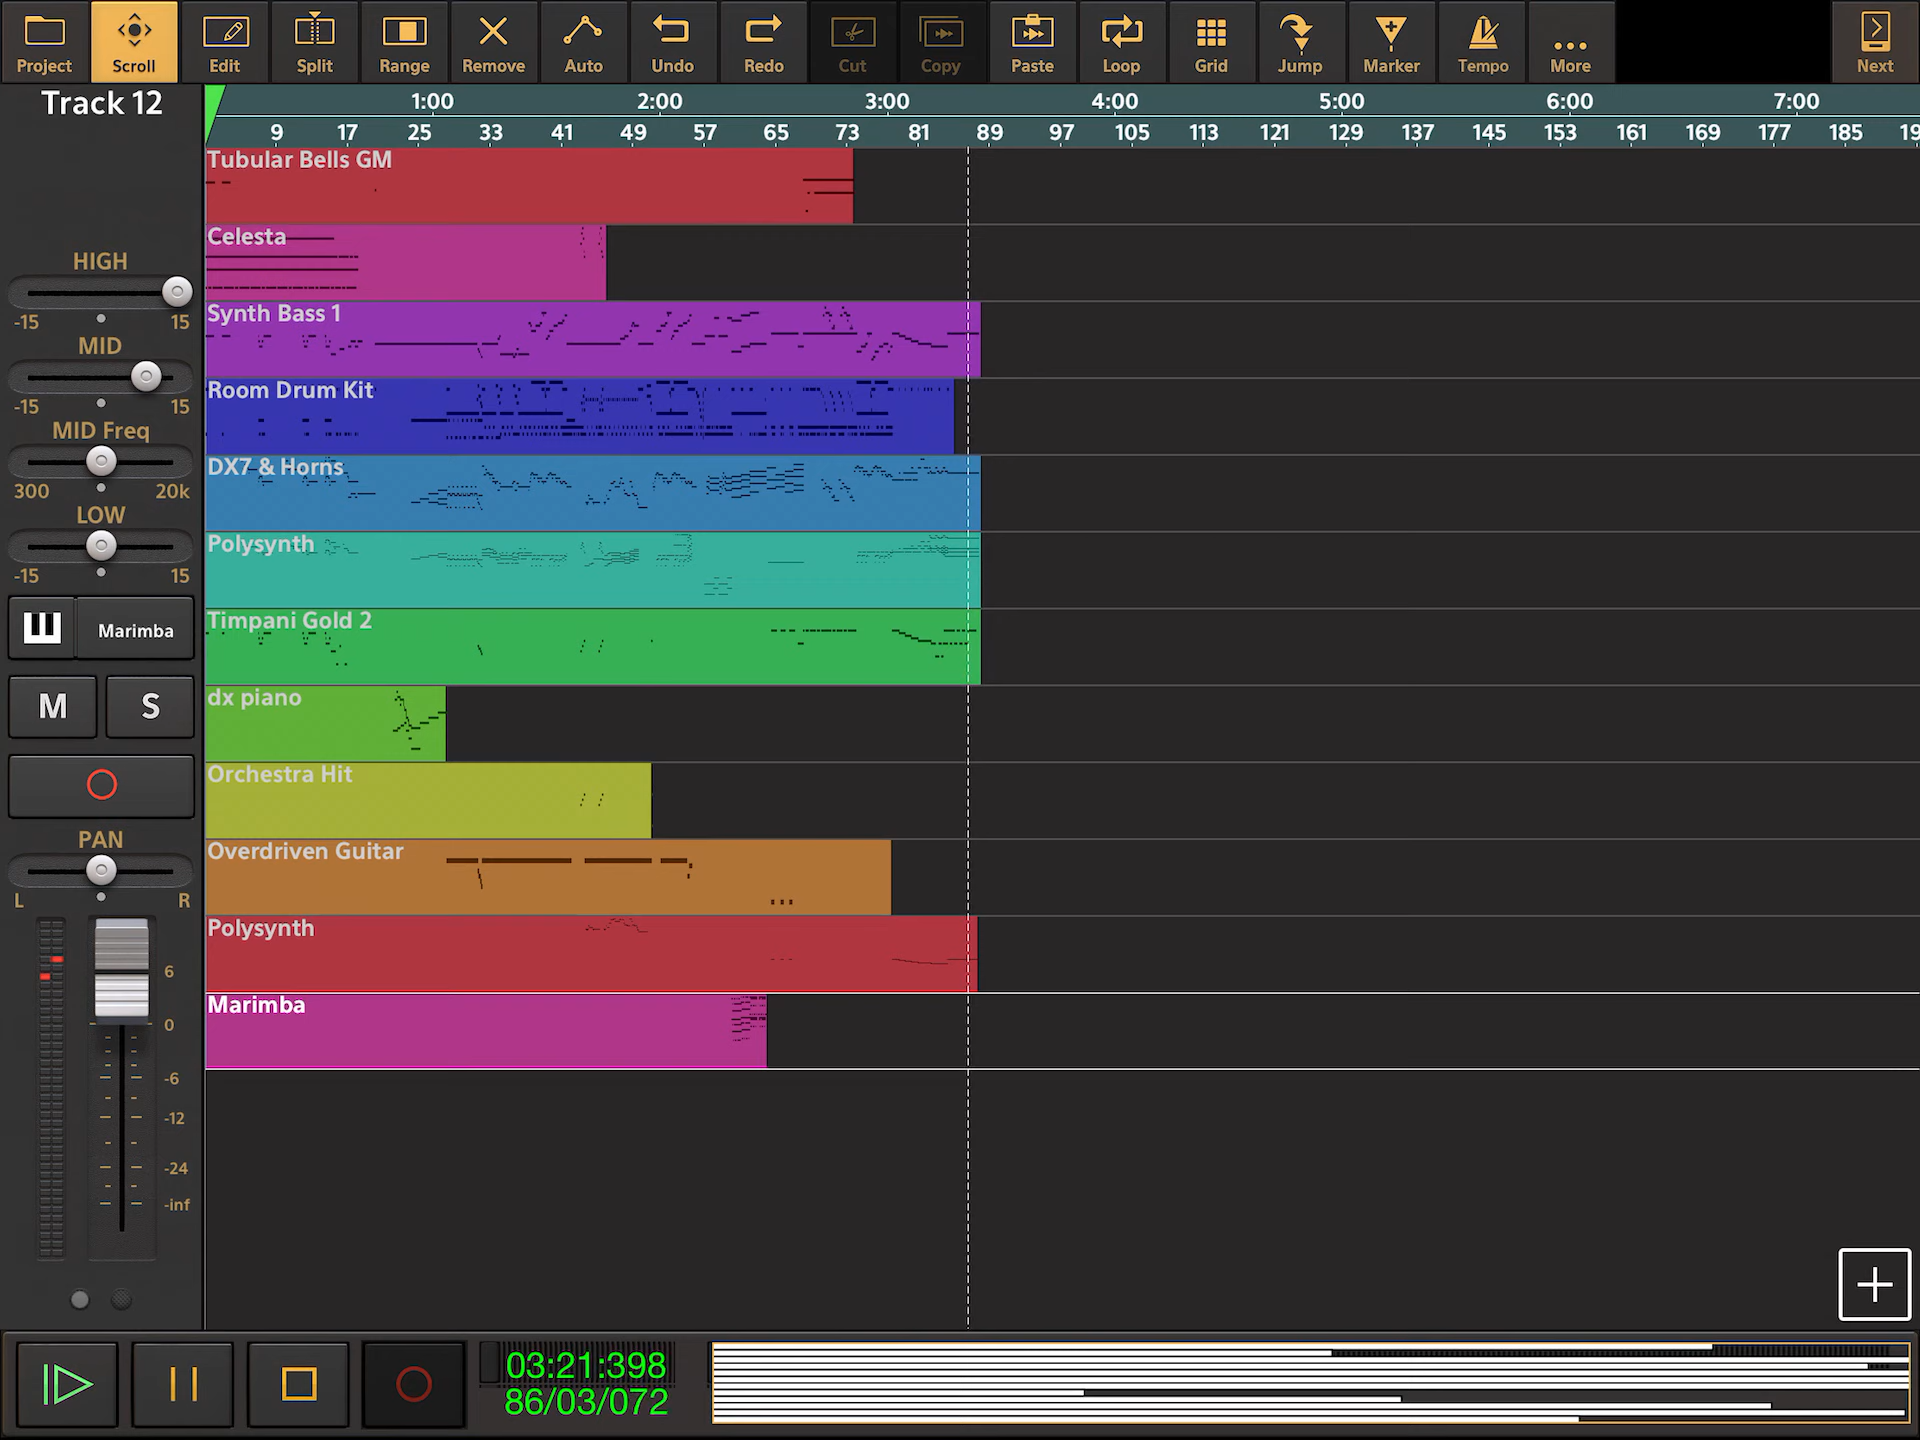 Project Scroll Edit Split Range Remove Auto Undo Redo Cut Copy Paste Loop Grid Jump Marker Tempo More Next
Track 12
1:00 2:00 3:00 4:00 5:00 6:00 7:00
9 17 25 33 41 49 57 65 73 81 89 97 105 113 121 129 137 145 153 161 169 177 185 19
Tubular Bells GM
Celesta
Synth Bass 1
Room Drum Kit
DX7 & Horns
Polysynth
Timpani Gold 2
dx piano
Orchestra Hit
Overdriven Guitar
Polysynth
Marimba
HIGH
-15 15
MID
-15 15
MID Freq
300 20k
LOW
-15 15
Marimba
M S
PAN
L R
6
0
-6
-12
-24
-inf
03:21:398
86/03/072